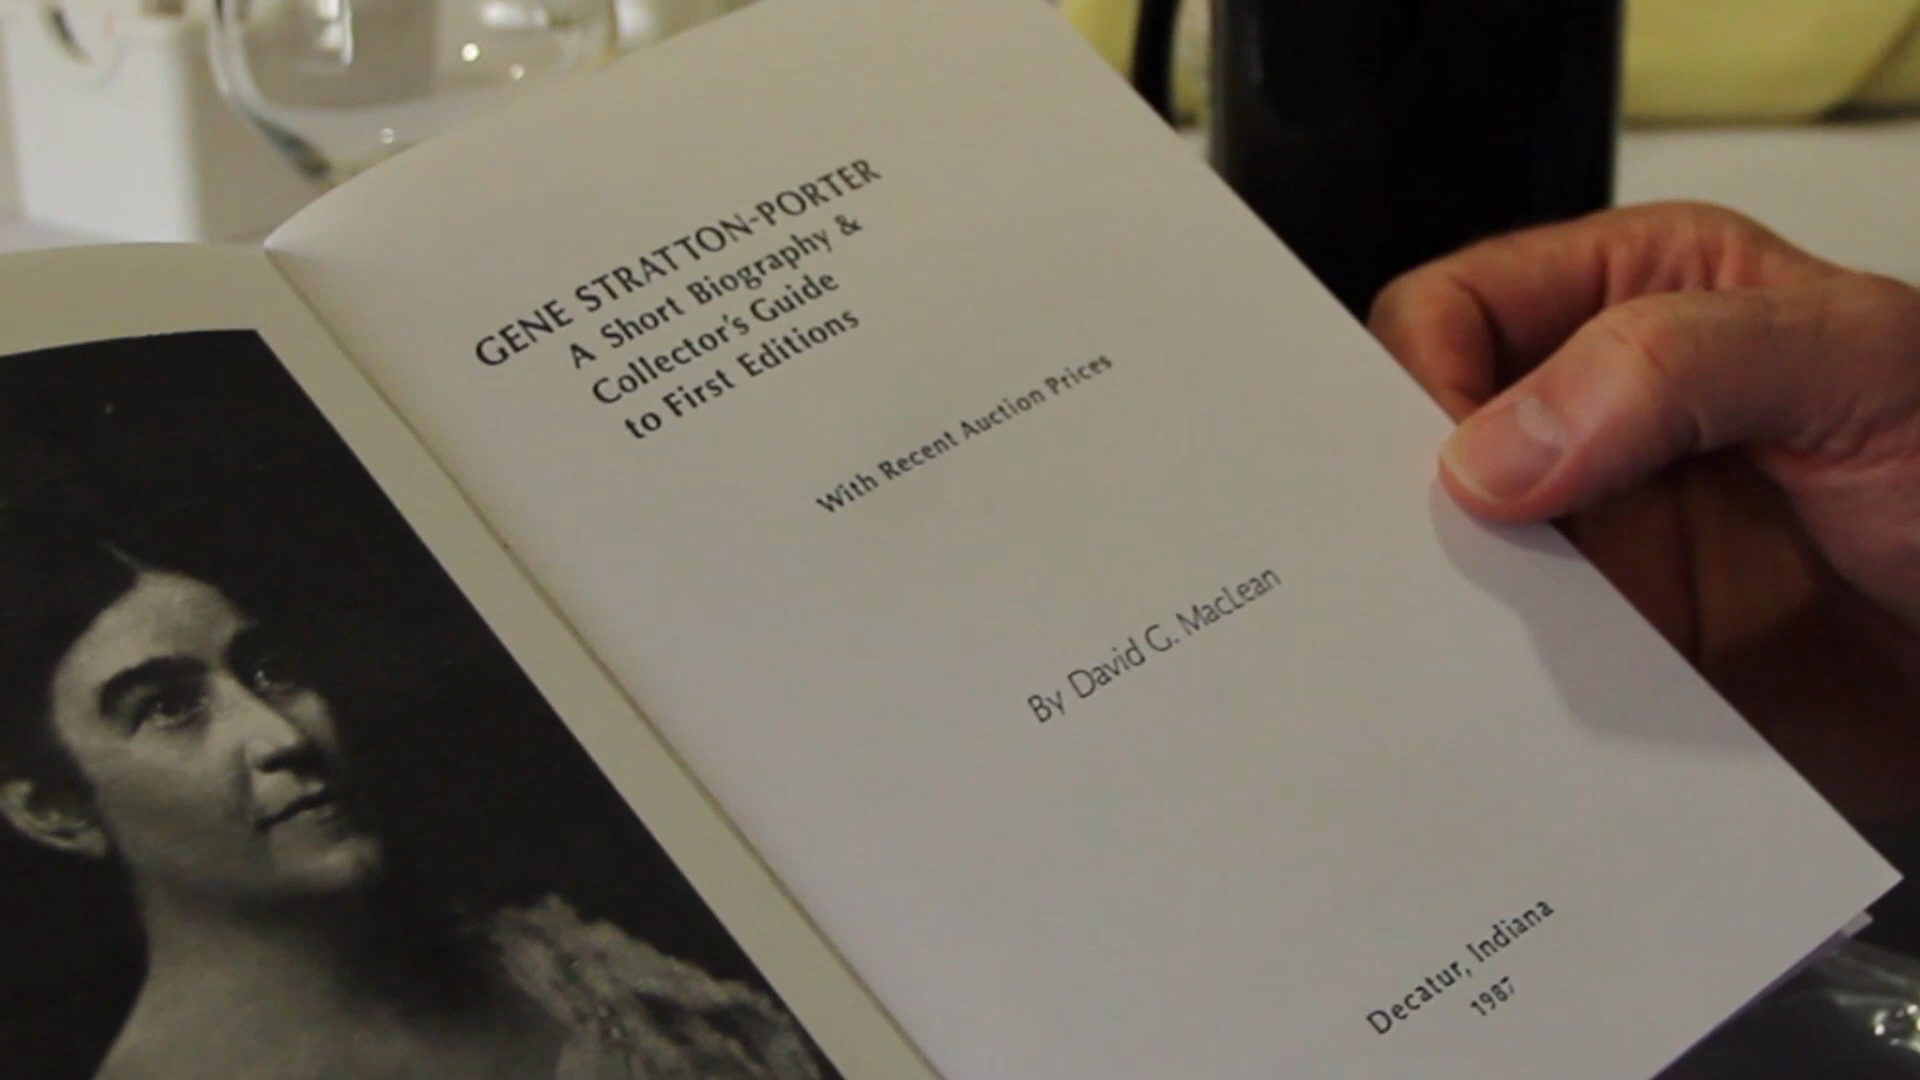 GENE STRATTON-PORTER
A Short Biography &
Collector's Guide
to First Editions
With Recent Auction Prices
By David G. MacLean
Decatur, Indiana
1987